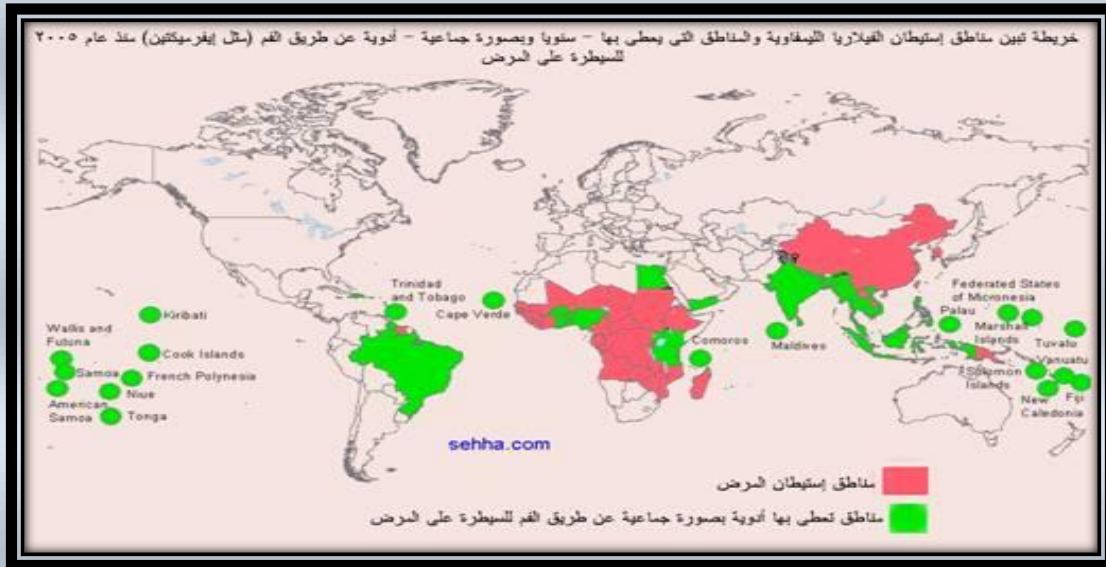 خريطة تبين مناطق إستيطان الفيلاريا الليمفاوية والمناطق التي يعطى بها - سنويا وبصورة جماعية - أدوية عن طريق الفم (مثل إيفرميكتين) منذ عام ٢٠٠٥
للسيطرة على المرض
Trinidad
and Tobago
Cape Verde
Kiribati
Wallis and
Futuna
Cook Islands
Samoa
French Polynesia
American
Samoa
Niue
Tonga
Comoros
Maldives
Federated States
of Micronesia
Palau
Marshall
Islands
Tuvalo
Vanuatu
Solomon
Islands
New
Caledonia
Fiji
sehha.com
مناطق إستيطان المرض
مناطق تعطى بها أدوية بصورة جماعية عن طريق الفم للسيطرة على المرض